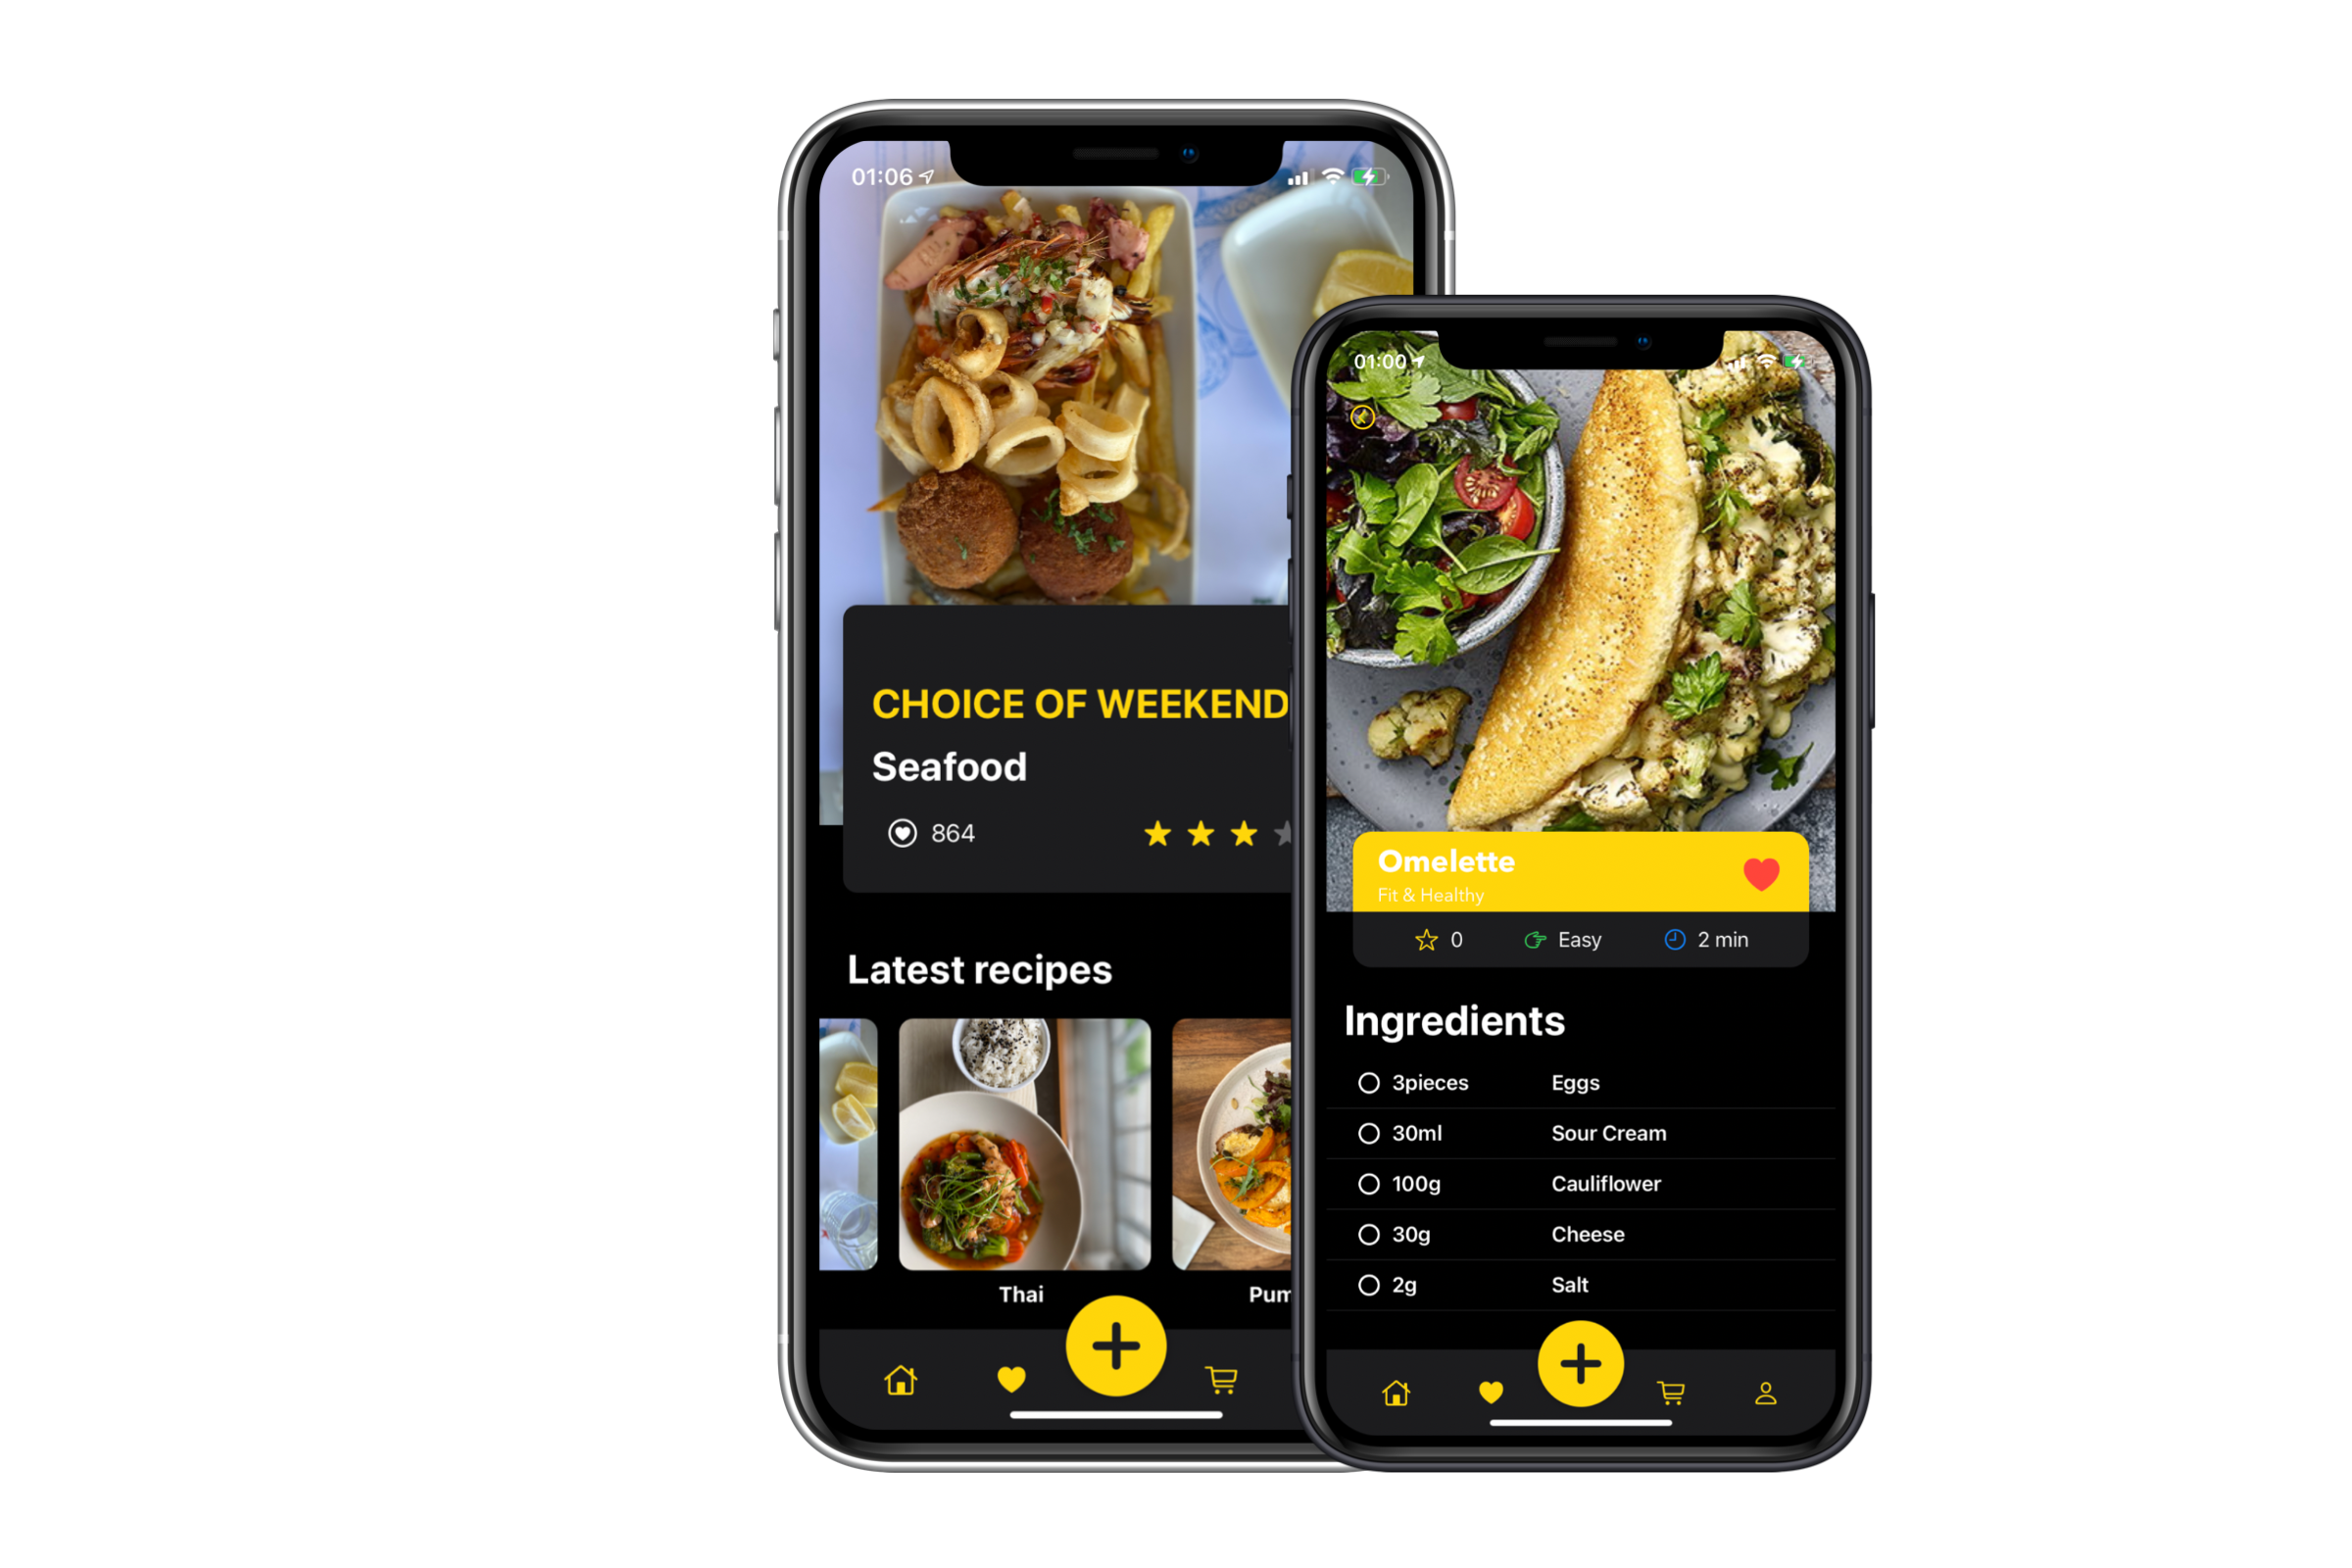 01:06
CHOICE OF WEEKEND
Seafood
864
Latest recipes
Thai
01:00
Omelette
Fit & Healthy
0
Easy
2 min
Ingredients
3pieces Eggs
30ml Sour Cream
100g Cauliflower
30g Cheese
2g Salt